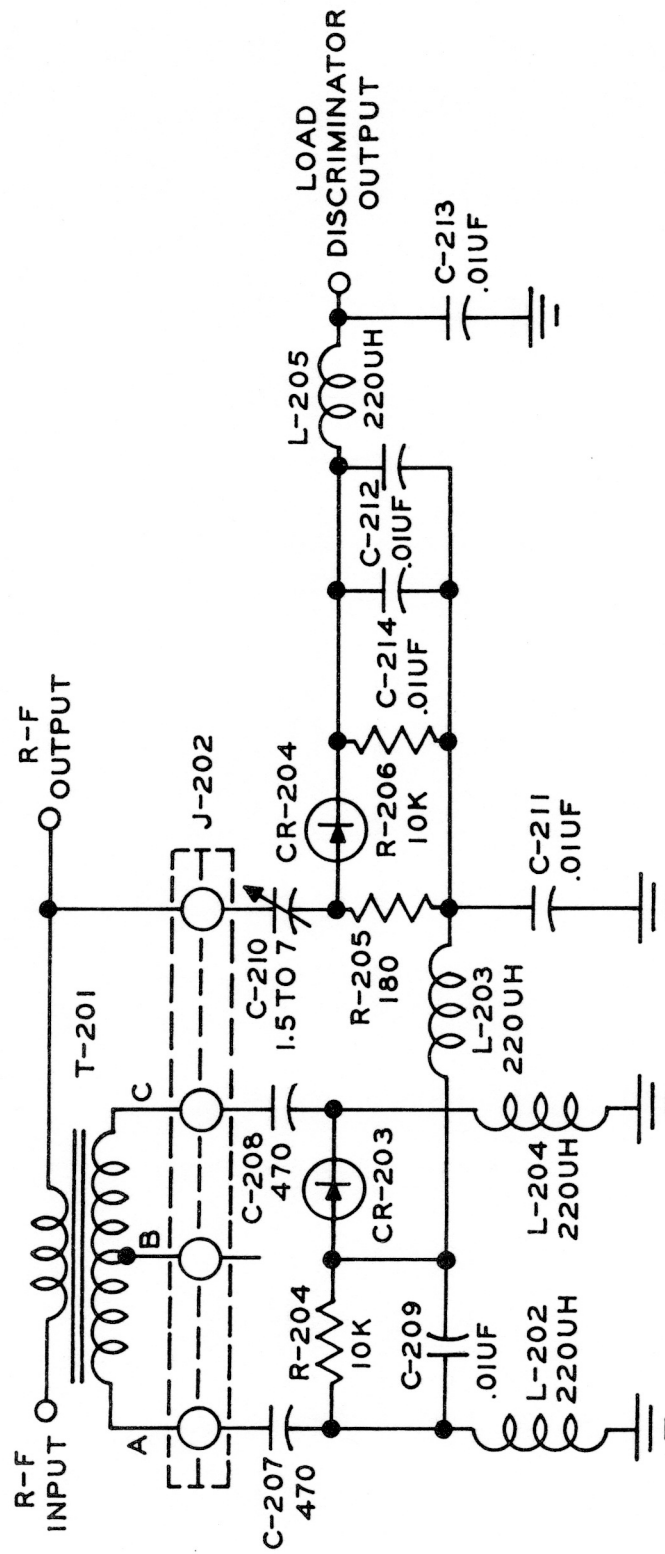 R-F
INPUT
T-201
R-F
OUTPUT
A
B
C
J-202
C-207
470
C-208
470
C-210
1.5 TO 7
R-204
10K
CR-203
CR-204
R-205
180
R-206
10K
C-214
.01UF
C-212
.01UF
L-205
220UH
LOAD
DISCRIMINATOR
OUTPUT
C-213
.01UF
C-209
.01UF
L-202
220UH
L-204
220UH
L-203
220UH
C-211
.01UF